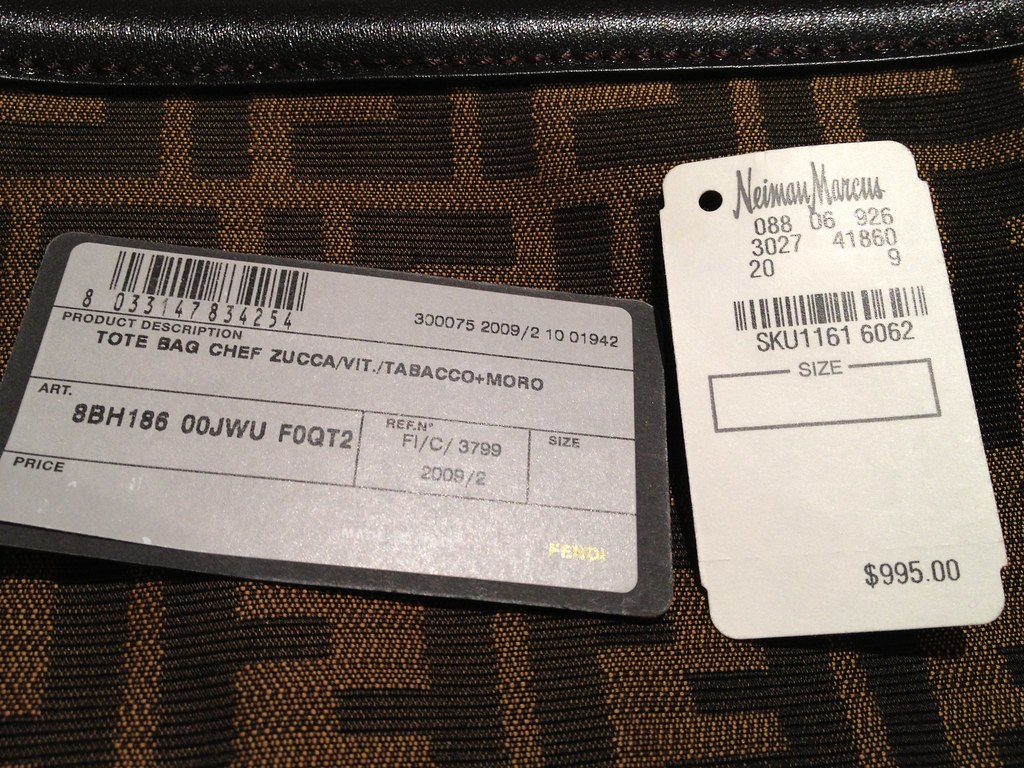 8 033147 834254
300075 2009/2 10 01942
PRODUCT DESCRIPTION
TOTE BAG CHEF ZUCCA/VIT./TABACCO+MORO
ART.
8BH186 00JWU F0QT2
REF.N°
FI/C/ 3799
2009/2
SIZE
PRICE
FENDI
Neiman Marcus
088 06 926
3027 41860
20 9
SKU1161 6062
SIZE
$995.00